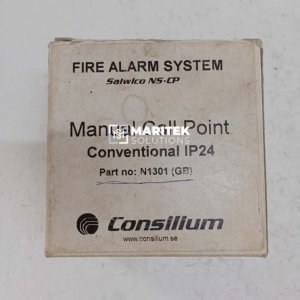 FIRE ALARM SYSTEM
Salwico NS-CP
Manual Call Point
MARITEK
SOLUTIONS
Conventional IP24
Part no: N1301 (GB)
Consilium
www.consilium.se